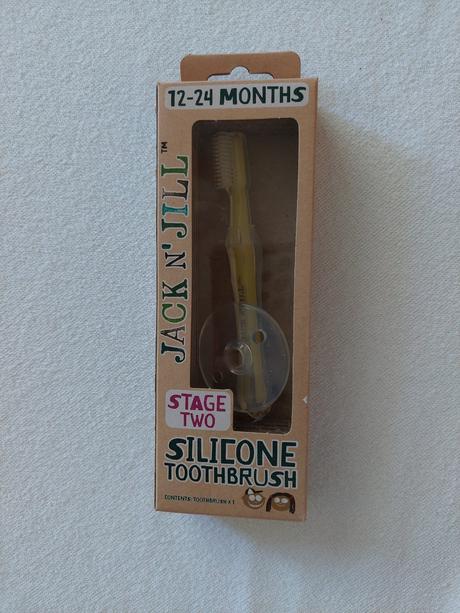 12-24 MONTHS
JACK N' JILL™
STAGE
TWO
SILICONE
TOOTHBRUSH
CONTENTS: TOOTHBRUSH X 1